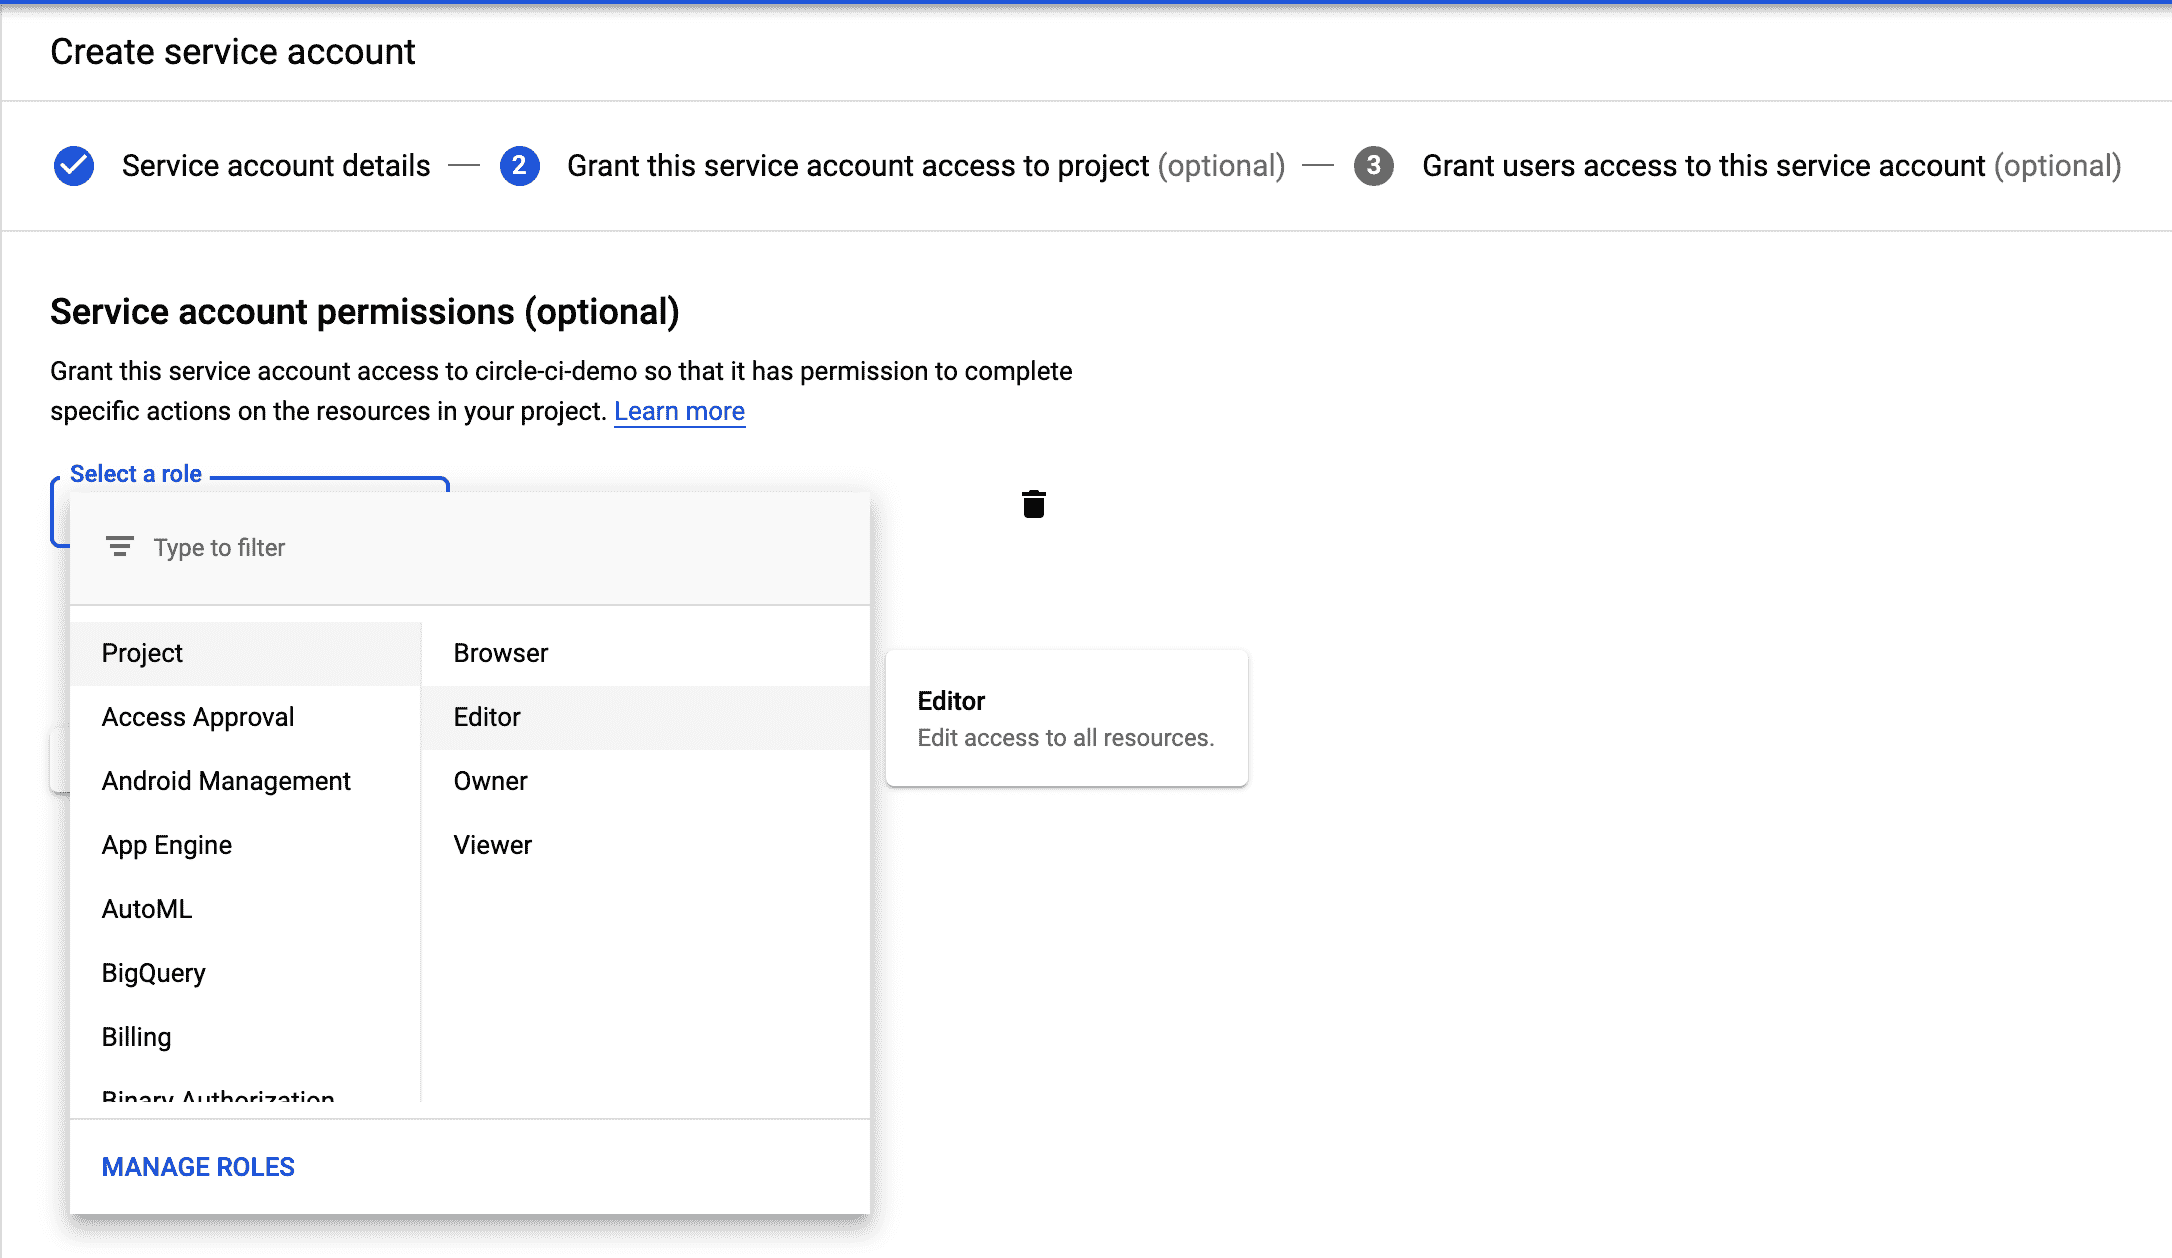 Create service account
Service account details
2 Grant this service account access to project (optional)
3 Grant users access to this service account (optional)
Service account permissions (optional)
Grant this service account access to circle-ci-demo so that it has permission to complete
specific actions on the resources in your project. Learn more
Select a role
Type to filter
Project
Access Approval
Android Management
App Engine
AutoML
BigQuery
Billing
Binary Authorization
Browser
Editor
Owner
Viewer
Editor
Edit access to all resources.
MANAGE ROLES